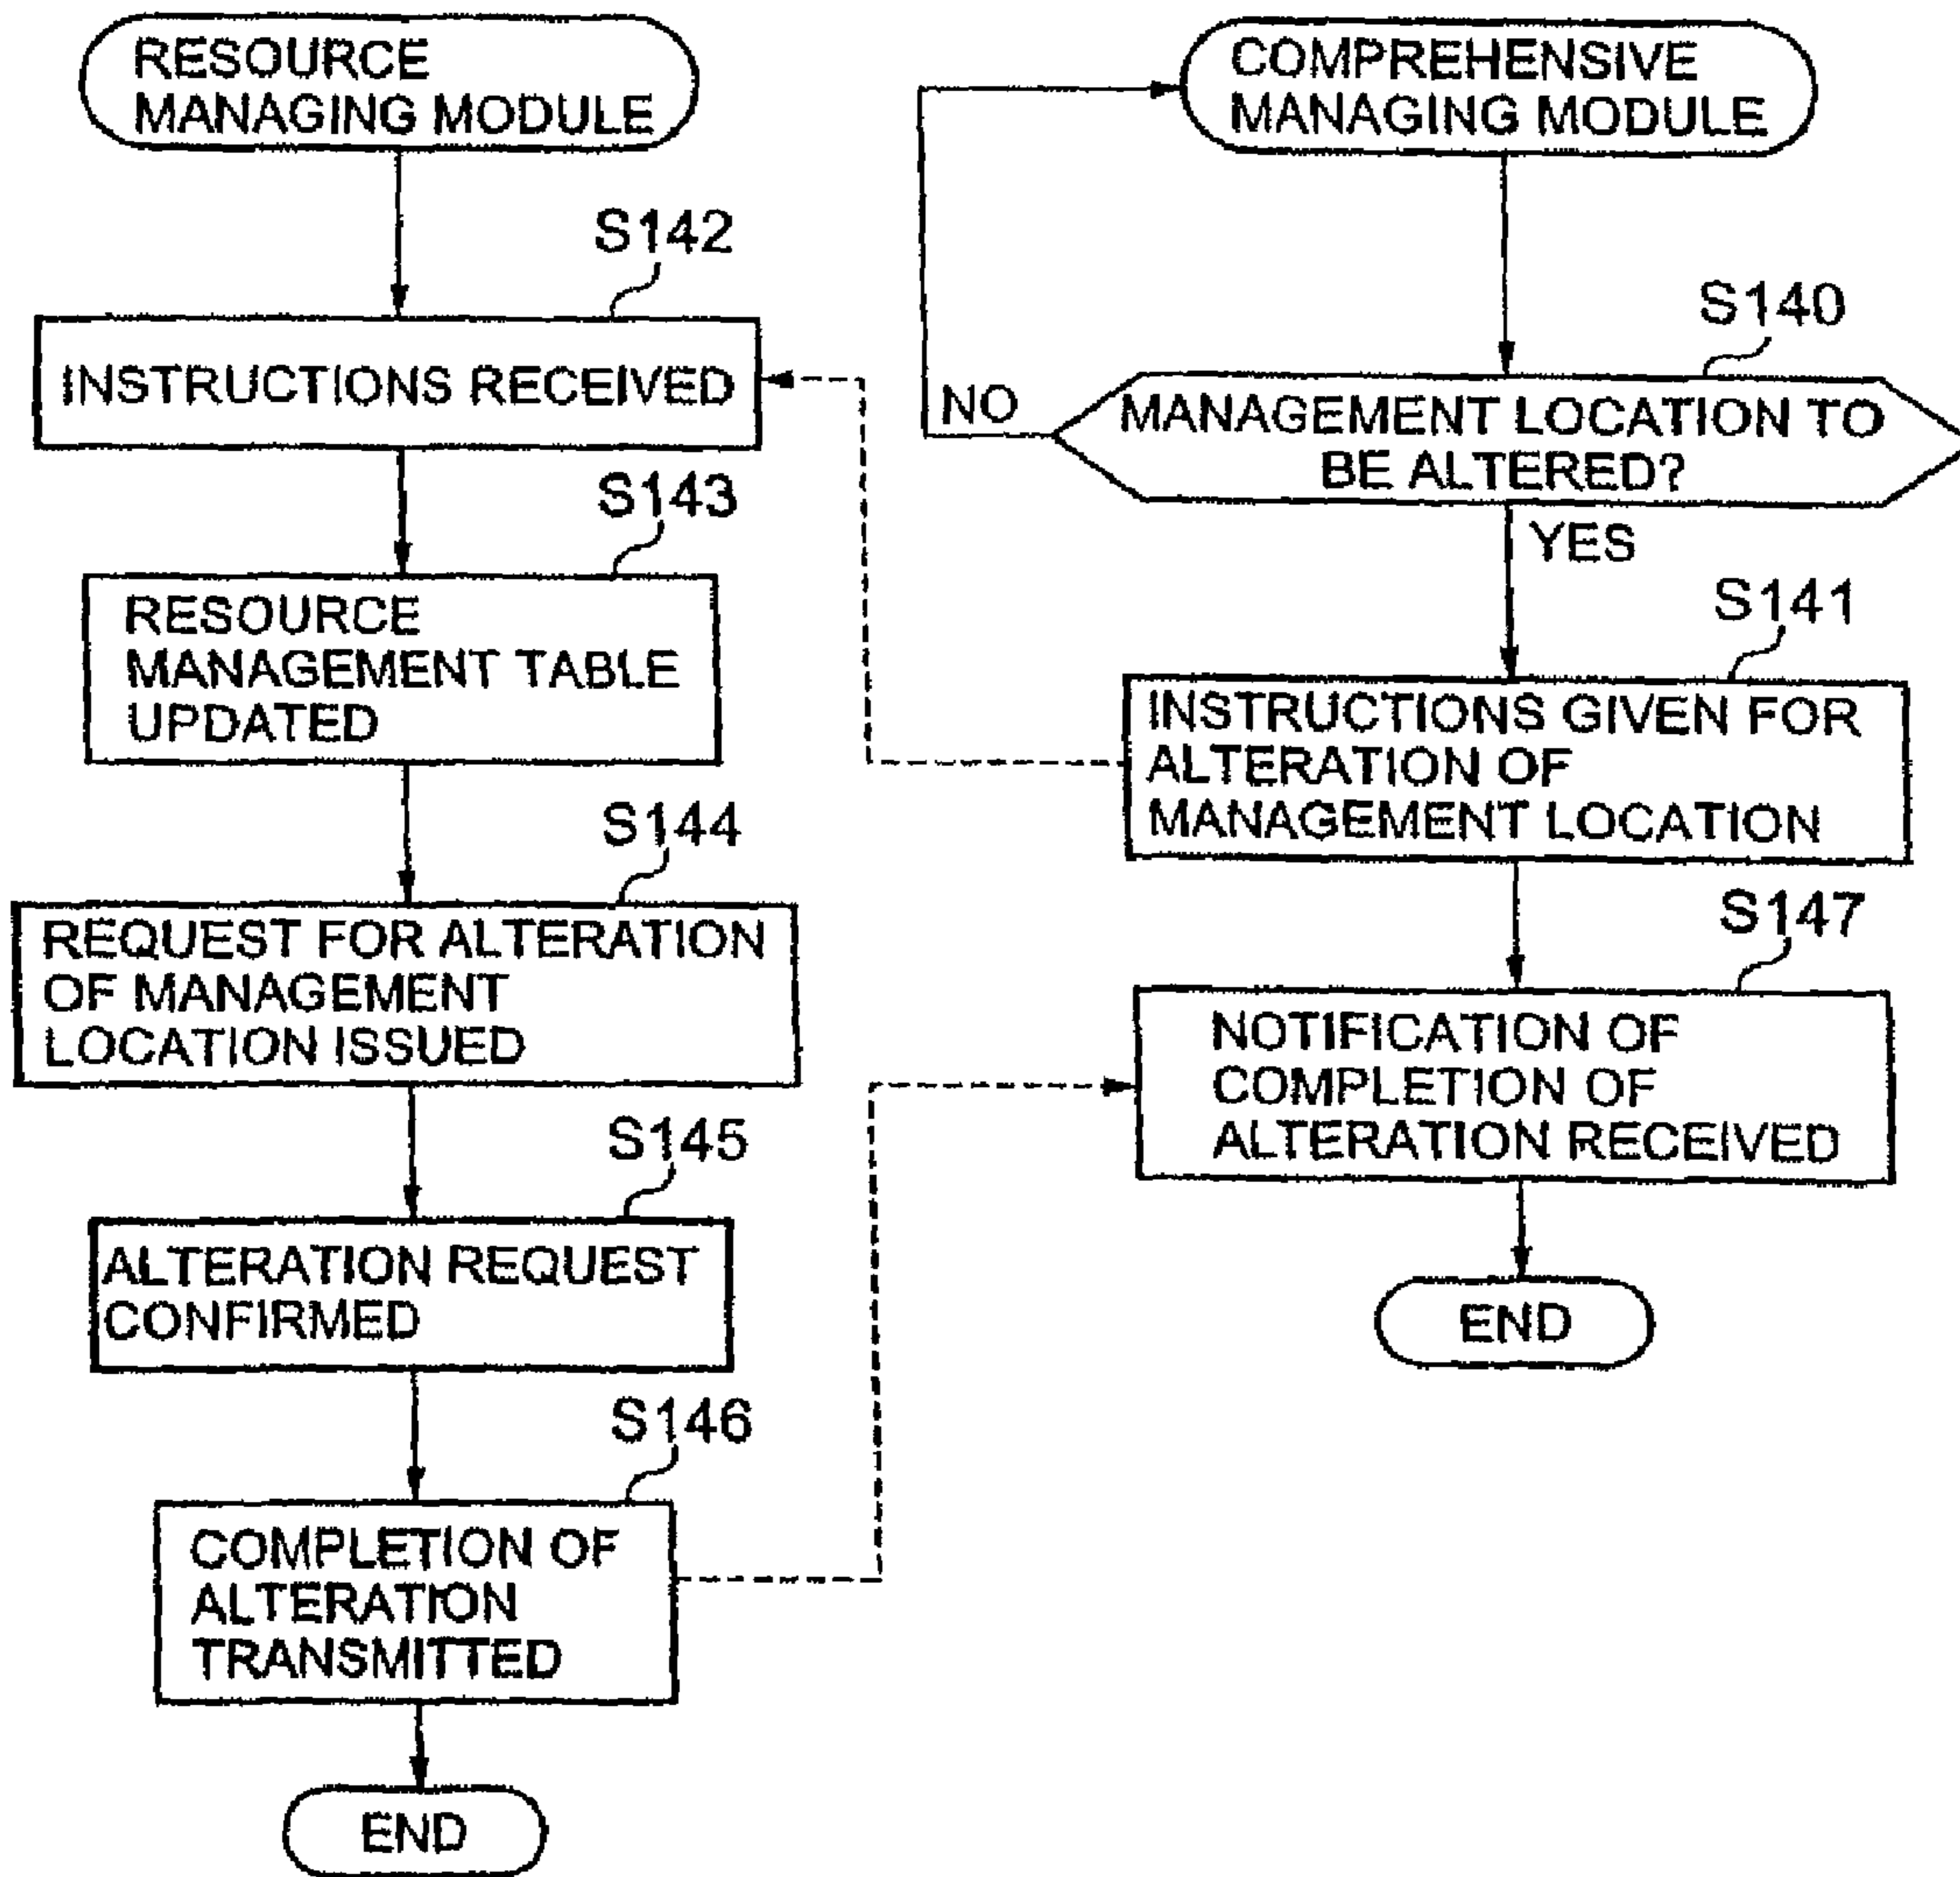 RESOURCE
MANAGING MODULE
S142
INSTRUCTIONS RECEIVED
S143
RESOURCE
MANAGEMENT TABLE
UPDATED
S144
REQUEST FOR ALTERATION
OF MANAGEMENT
LOCATION ISSUED
S145
ALTERATION REQUEST
CONFIRMED
S146
COMPLETION OF
ALTERATION
TRANSMITTED
END
COMPREHENSIVE
MANAGING MODULE
S140
NO
MANAGEMENT LOCATION TO
BE ALTERED?
YES
S141
INSTRUCTIONS GIVEN FOR
ALTERATION OF
MANAGEMENT LOCATION
S147
NOTIFICATION OF
COMPLETION OF
ALTERATION RECEIVED
END